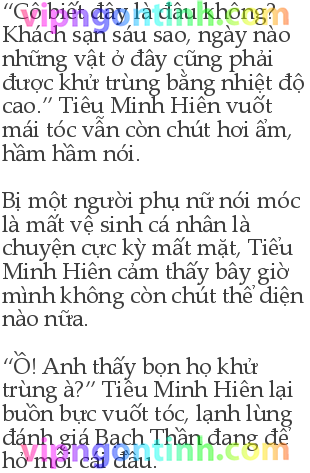 “Cô biết đây là đâu không?
Khách sạn sáu sao, ngày nào
những vật ở đây cũng phải
được khử trùng bằng nhiệt độ
cao.” Tiêu Minh Hiên vuốt
mái tóc vẫn còn chút hơi ẩm,
hầm hầm nói.
Bị một người phụ nữ nói móc
là mất vệ sinh cá nhân là
chuyện cực kỳ mất mặt, Tiểu
Minh Hiên cảm thấy bây giờ
mình không còn chút thể diện
nào nữa.
“Ồ! Anh thấy bọn họ khử
trùng à?” Tiêu Minh Hiên lại
buồn bực vuốt tóc, lạnh lùng
đánh giá Bạch Thần đang để
hở mỗi cái đầu.
vipngontinh.com
vipngontinh.com